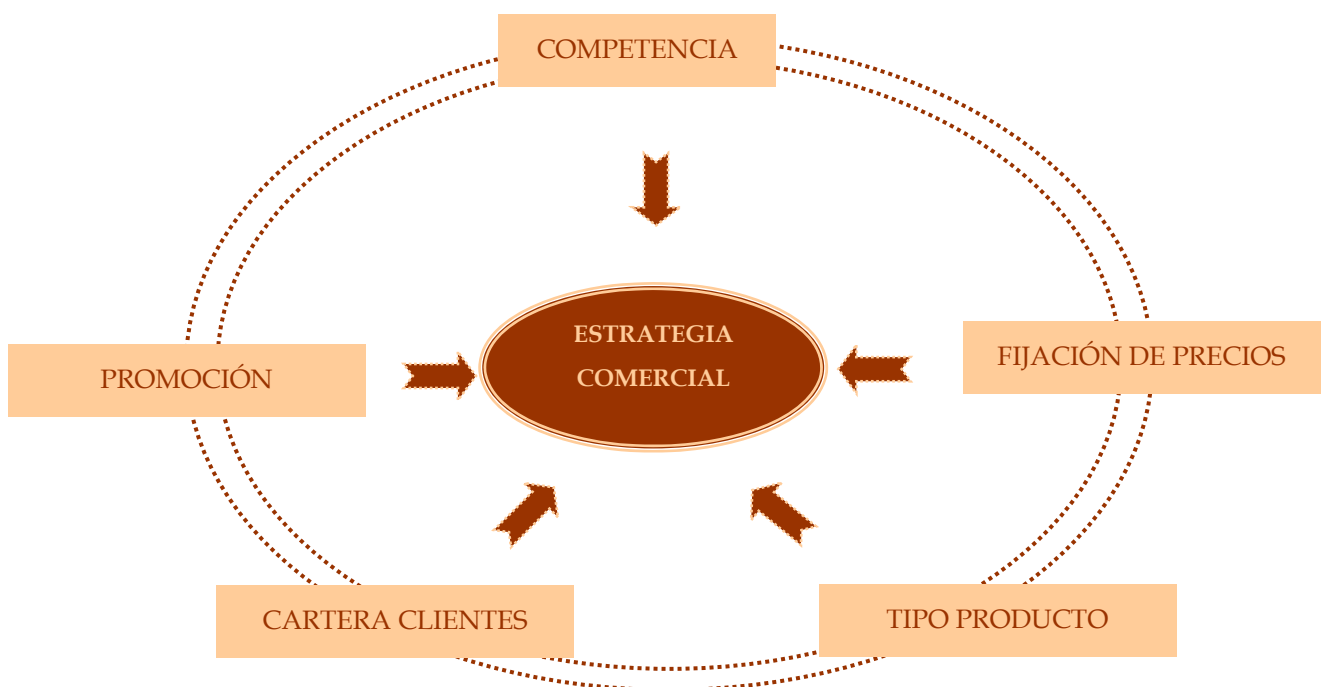 COMPETENCIA
ESTRATEGIA
COMERCIAL
FIJACIÓN DE PRECIOS
PROMOCIÓN
CARTERA CLIENTES
TIPO PRODUCTO